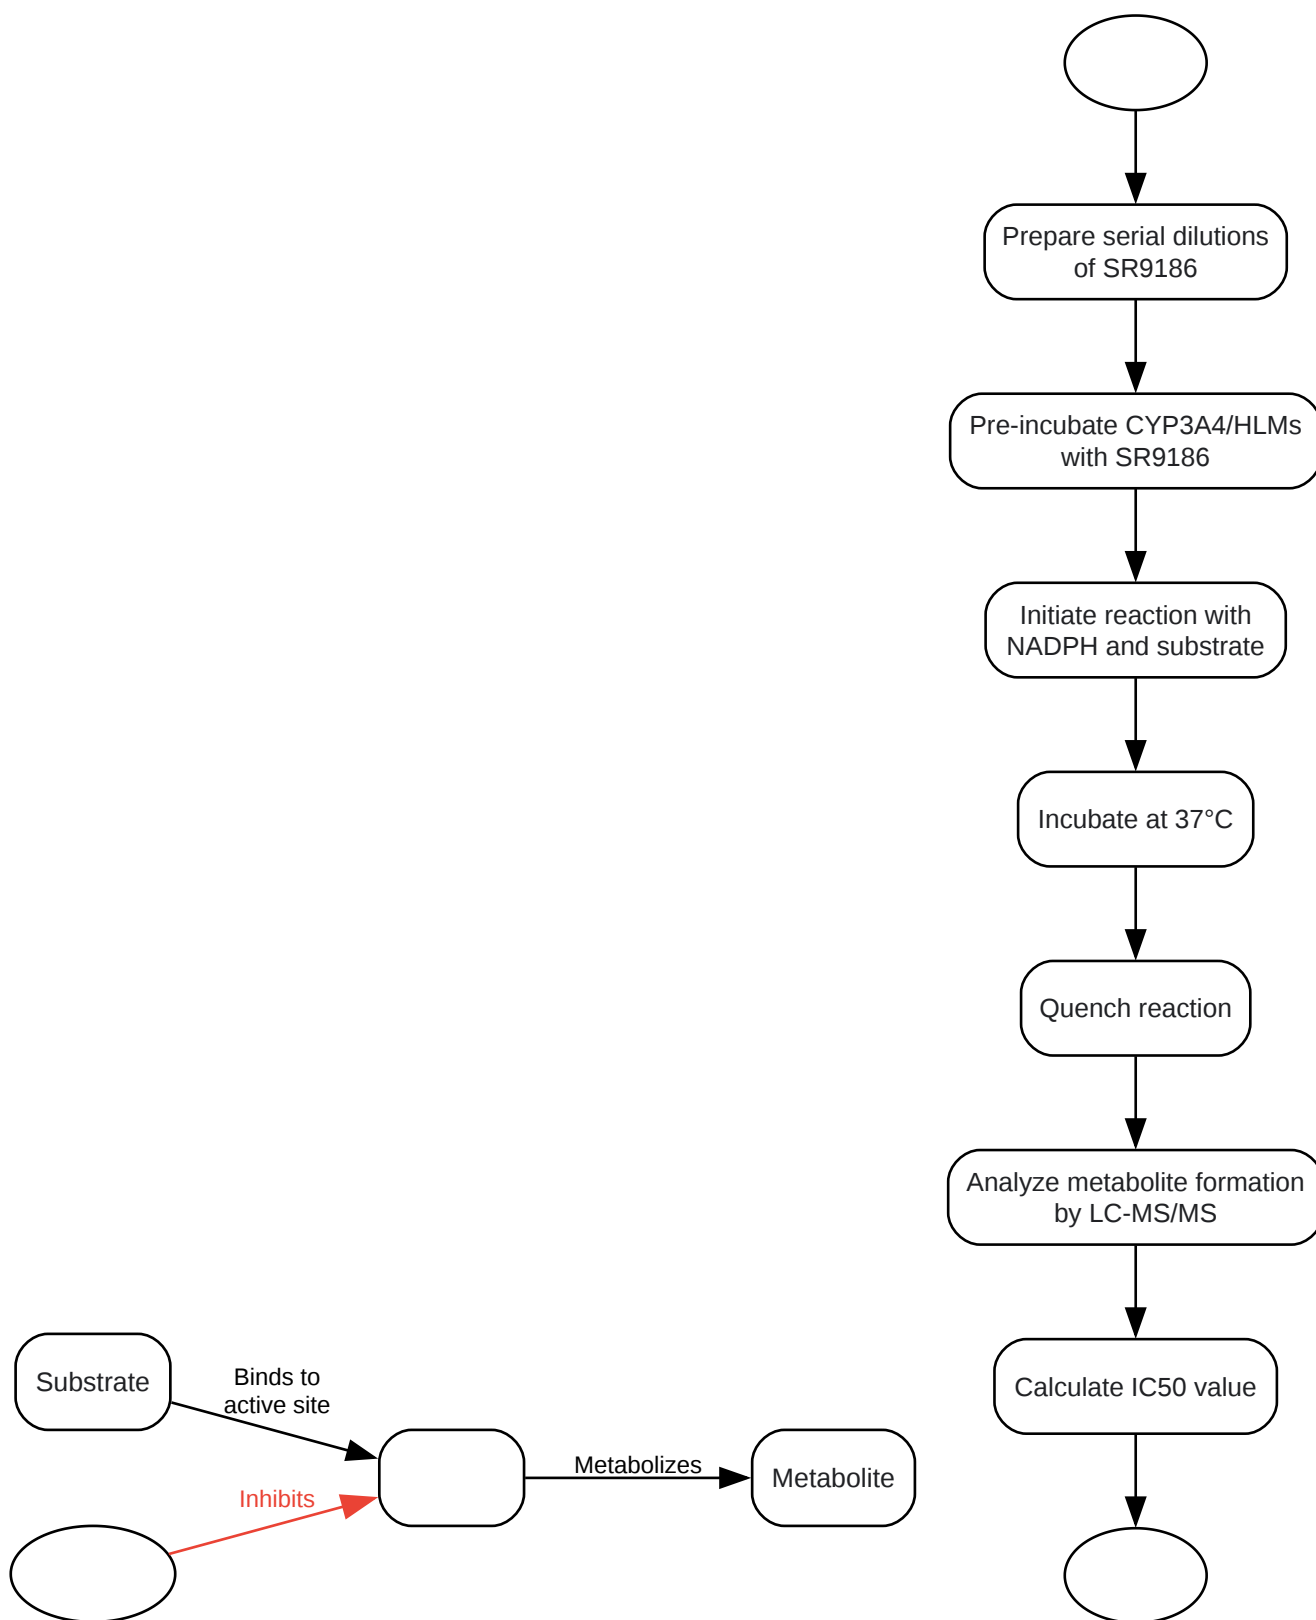 Prepare serial dilutions
of SR9186
Pre-incubate CYP3A4/HLMs
with SR9186
Initiate reaction with
NADPH and substrate
Incubate at 37°C
Quench reaction
Analyze metabolite formation
by LC-MS/MS
Calculate IC50 value
Substrate
Binds to
active site
Inhibits
Metabolizes
Metabolite